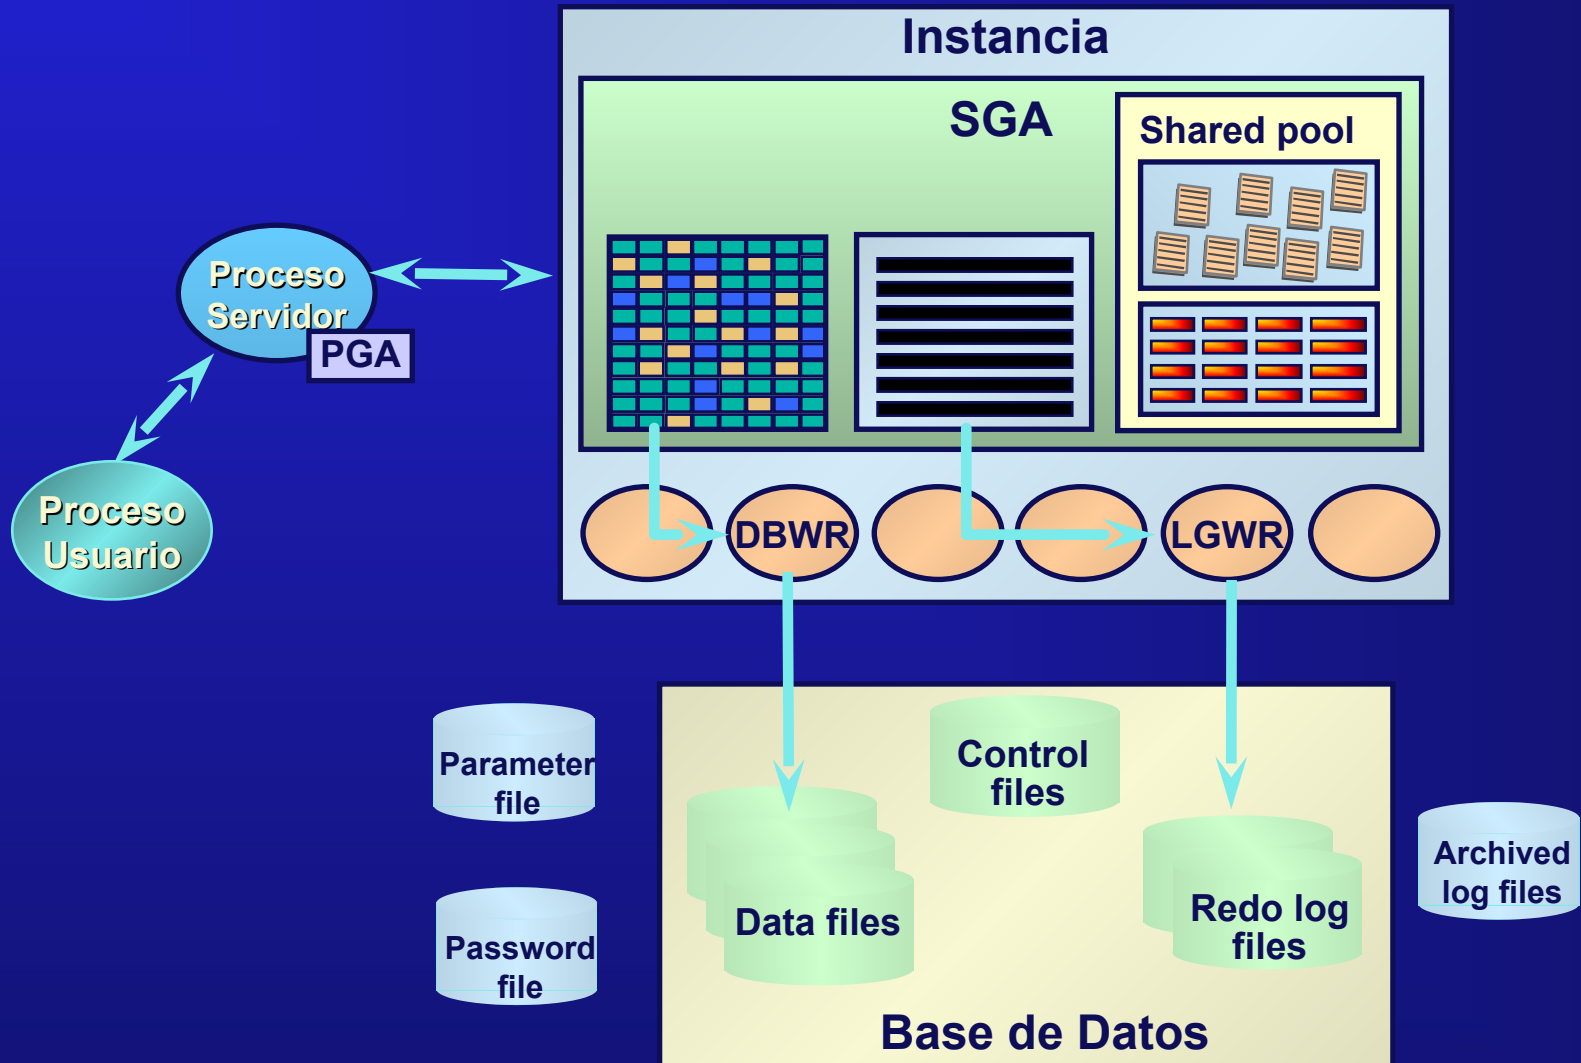 Instancia
SGA
Shared pool
Proceso
Servidor
PGA
Proceso
Usuario
DBWR
LGWR
Parameter
file
Control
files
Archived
log files
Data files
Redo log
files
Password
file
Base de Datos